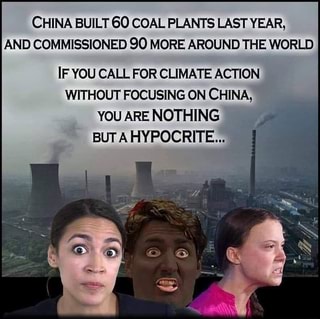 CHINA BUILT 60 COAL PLANTS LAST YEAR,
AND COMMISSIONED 90 MORE AROUND THE WORLD
IF YOU CALL FOR CLIMATE ACTION
WITHOUT FOCUSING ON CHINA,
YOU ARE NOTHING
BUT A HYPOCRITE...